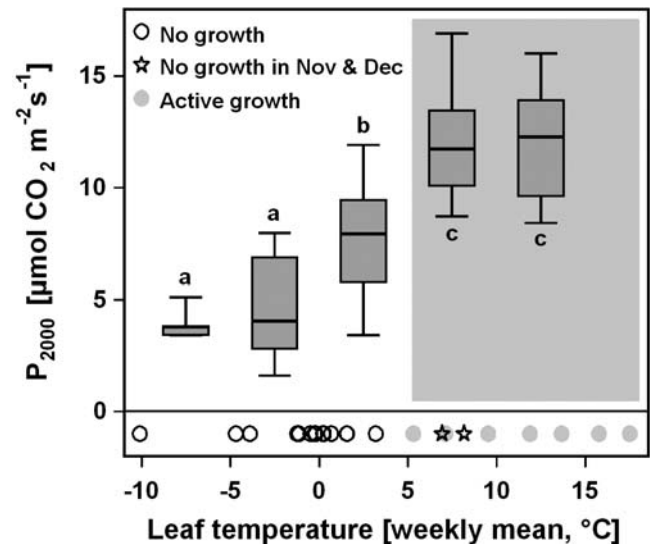 No growth
No growth in Nov & Dec
Active growth
15
10
5
0
a
a
b
c
c
-10 -5 0 5 10 15
P2000 [µmol CO2 m-2s-1]
Leaf temperature [weekly mean, °C]